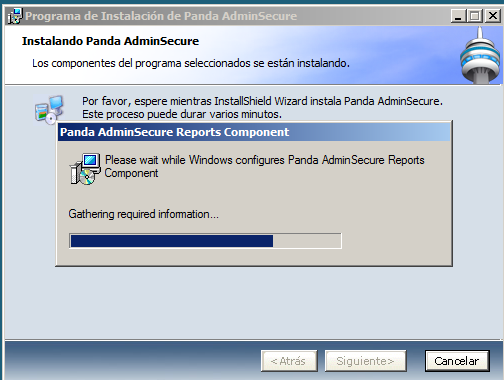 Programa de Instalación de Panda AdminSecure
Instalando Panda AdminSecure
Los componentes del programa seleccionados se están instalando.
Por favor, espere mientras InstallShield Wizard instala Panda AdminSecure.
Este proceso puede durar varios minutos.
Panda AdminSecure Reports Component
Please wait while Windows configures Panda AdminSecure Reports
Component
Gathering required information...
<Atrás
Siguiente>
Cancelar